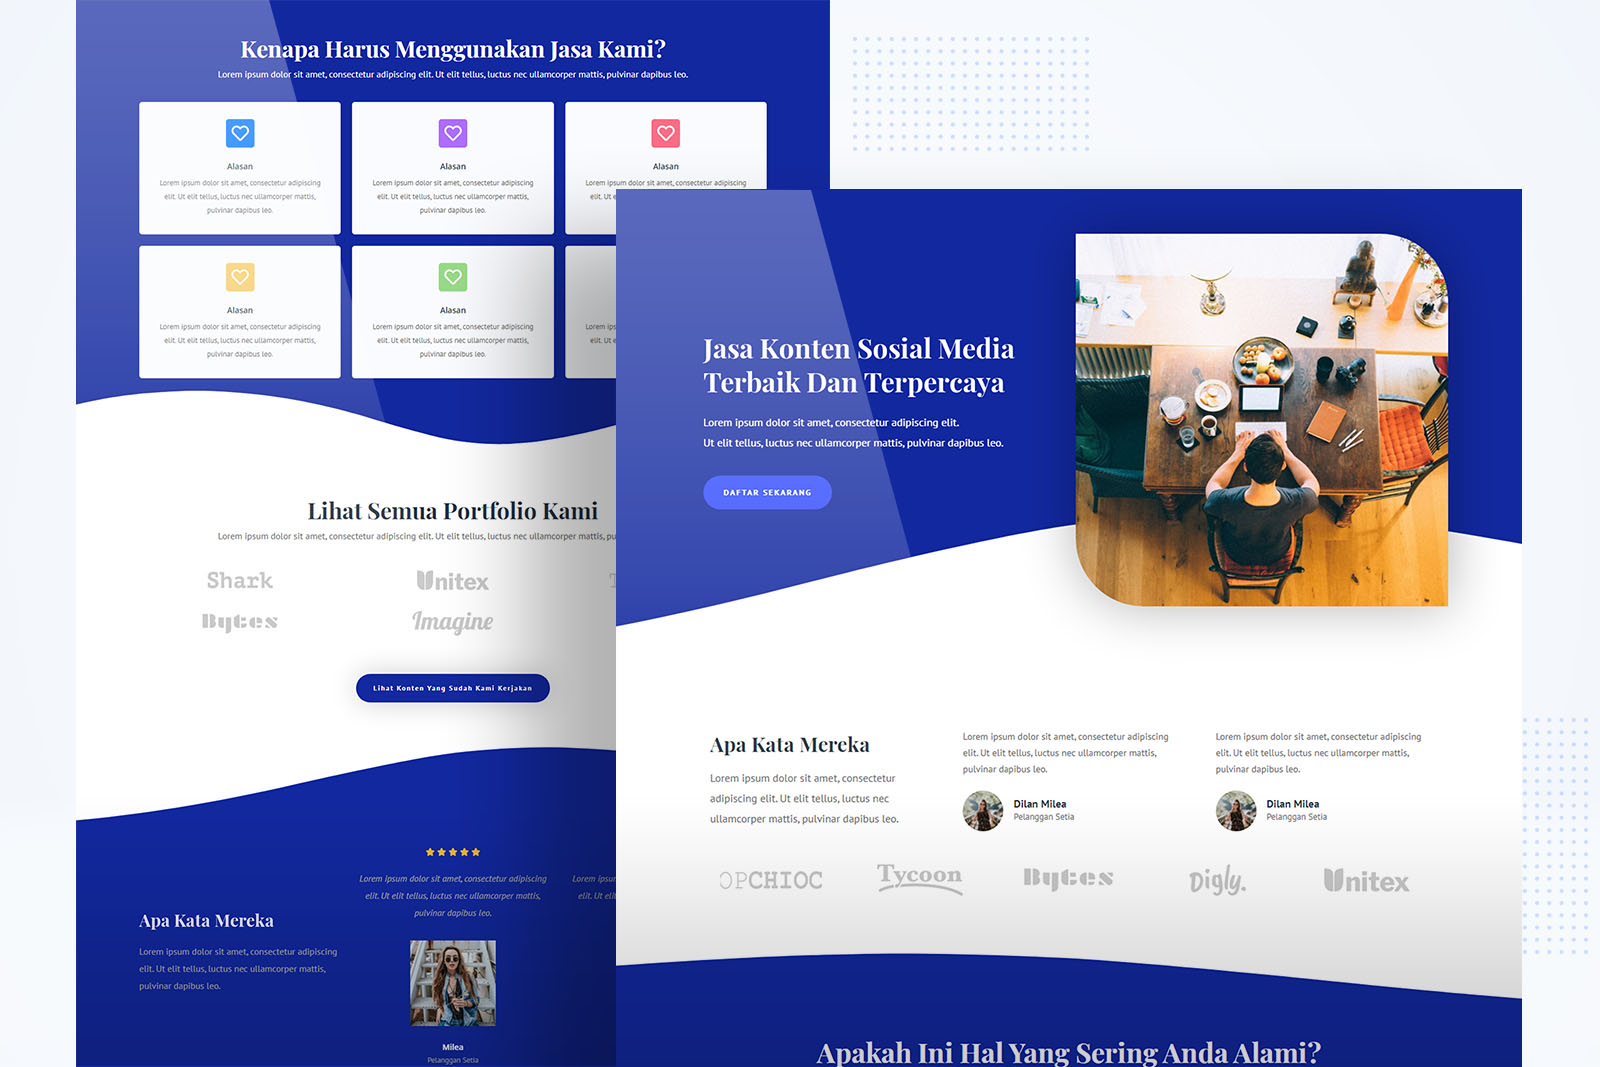 Kenapa Harus Menggunakan Jasa Kami?
Lorem ipsum dolor sit amet, consectetur adipiscing elit. Ut elit tellus, luctus nec ullamcorper mattis, pulvinar dapibus leo.
Alasan
Lorem ipsum dolor sit amet, consectetur adipiscing
elit. Ut elit tellus, luctus nec ullamcorper mattis,
pulvinar dapibus leo.
Alasan
Lorem ipsum dolor sit amet, consectetur adipiscing
elit. Ut elit tellus, luctus nec ullamcorper mattis,
pulvinar dapibus leo.
Alasan
Lorem ipsum dolor sit amet, consectetur adipiscing
elit.
Alasan
Lorem ipsum dolor sit amet, consectetur adipiscing
elit. Ut elit tellus, luctus nec ullamcorper mattis,
pulvinar dapibus leo.
Alasan
Lorem ipsum dolor sit amet, consectetur adipiscing
elit. Ut elit tellus, luctus nec ullamcorper mattis,
pulvinar dapibus leo.
Lorem
elit.
Lihat Semua Portfolio Kami
Lorem ipsum dolor sit amet, consectetur adipiscing elit. Ut elit tellus, luctus nec ullamcorper mattis, pu
Shark
Unitex
Bytes
Imagine
Lihat Konten Yang Sudah Kami Kerjakan
Apa Kata Mereka
Lorem ipsum dolor sit amet, consectetur adipiscing
elit. Ut elit tellus, luctus nec ullamcorper mattis,
pulvinar dapibus leo.
Lorem ipsum dolor sit amet, consectetur adipiscing
elit. Ut elit tellus, luctus nec ullamcorper mattis,
pulvinar dapibus leo.
Milea
Pelanggan Setia
Lorem ipsum
elit. Ut eli
Jasa Konten Sosial Media
Terbaik Dan Terpercaya
Lorem ipsum dolor sit amet, consectetur adipiscing elit.
Ut elit tellus, luctus nec ullamcorper mattis, pulvinar dapibus leo.
DAFTAR SEKARANG
Apa Kata Mereka
Lorem ipsum dolor sit amet, consectetur
adipiscing elit. Ut elit tellus, luctus nec
ullamcorper mattis, pulvinar dapibus leo.
Lorem ipsum dolor sit amet, consectetur adipiscing
elit. Ut elit tellus, luctus nec ullamcorper mattis,
pulvinar dapibus leo.
Dilan Milea
Pelanggan Setia
Lorem ipsum dolor sit amet, consectetur adipiscing
elit. Ut elit tellus, luctus nec ullamcorper mattis,
pulvinar dapibus leo.
Dilan Milea
Pelanggan Setia
OPCHIOC
Tycoon
Bytes
Digly.
Unitex
Apakah Ini Hal Yang Sering Anda Alami?